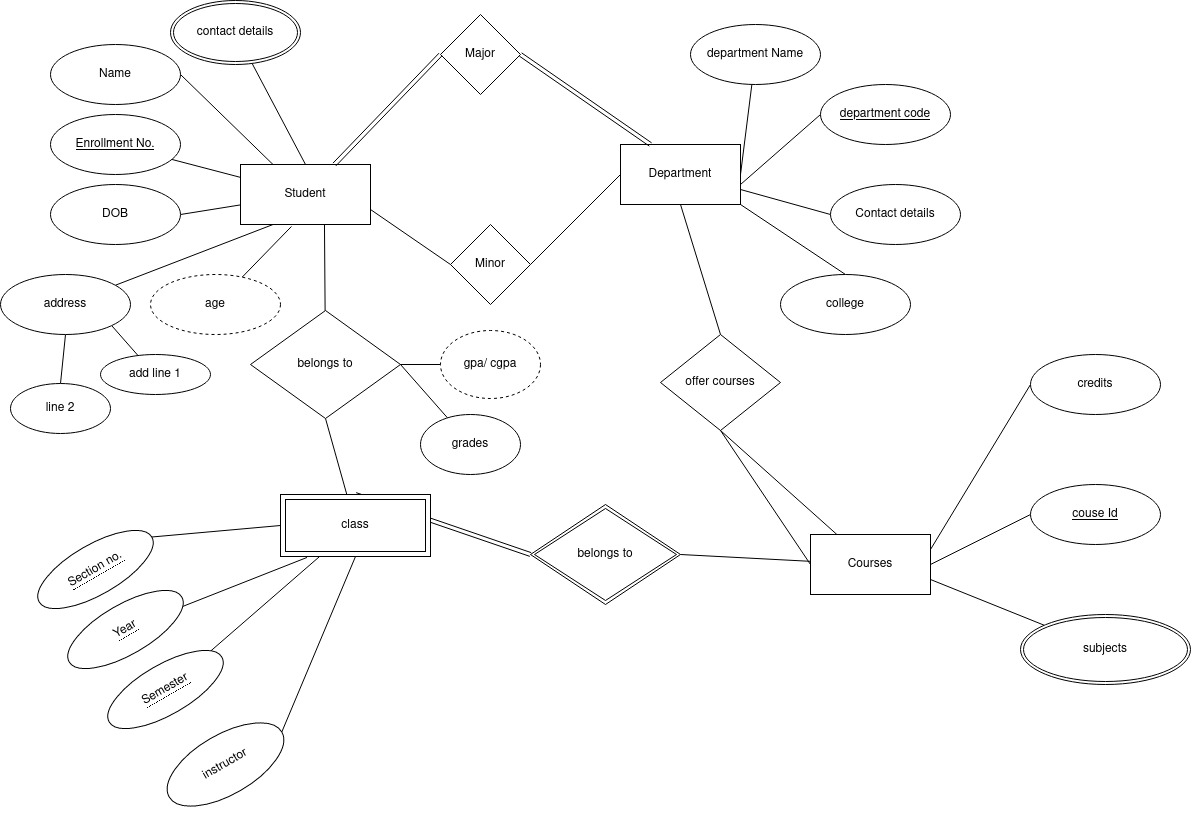 contact details
Major
department Name
Name
department code
Enrollment No.
Department
Student
DOB
Contact details
Minor
address
age
college
belongs to
gpa/ cgpa
add line 1
offer courses
credits
line 2
grades
class
couse Id
belongs to
Courses
Section no.
Year
subjects
Semester
instructor